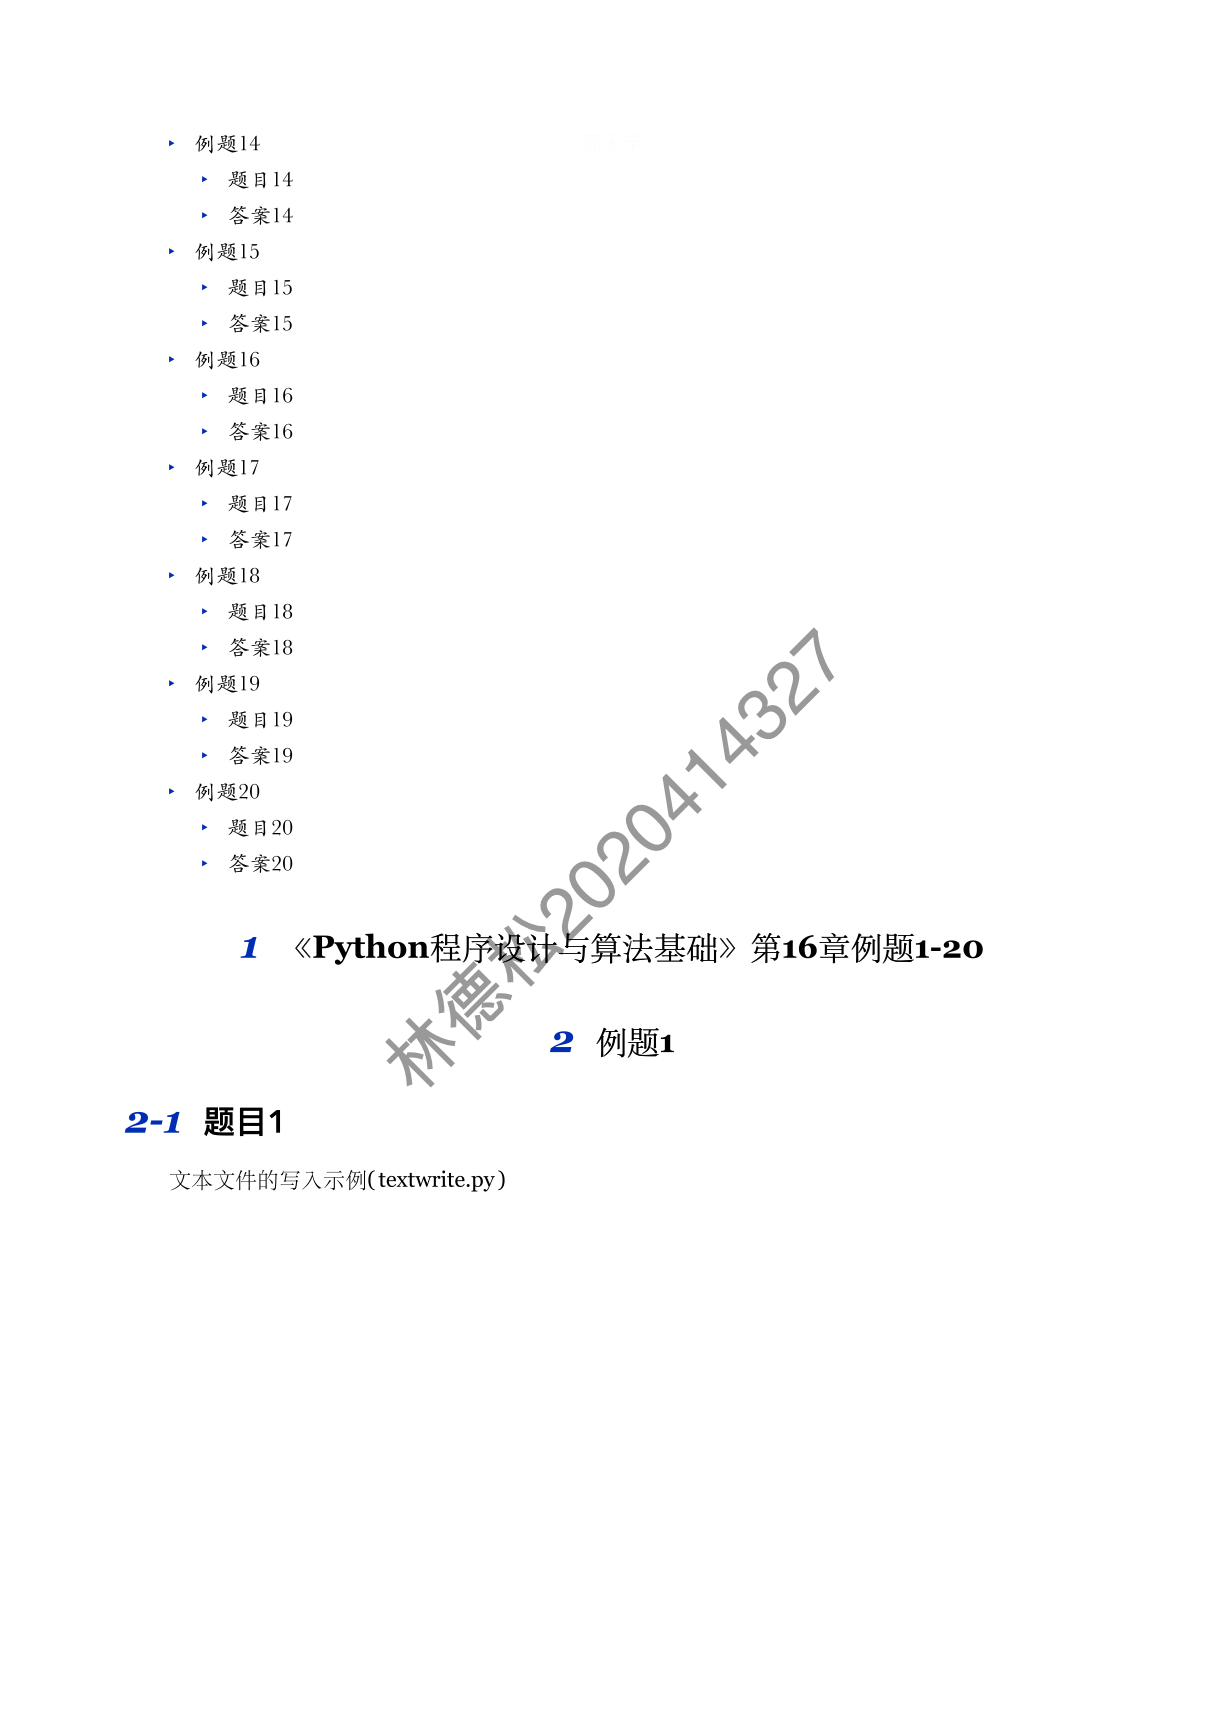 例题14
题目14
答案14
例题15
题目15
答案15
例题16
题目16
答案16
例题17
题目17
答案17
例题18
题目18
答案18
例题19
题目19
答案19
例题20
题目20
答案20
林德松2020414327
1 《Python程序设计与算法基础》第16章例题1-20
2 例题1
2-1 题目1
文本文件的写入示例(textwrite.py)